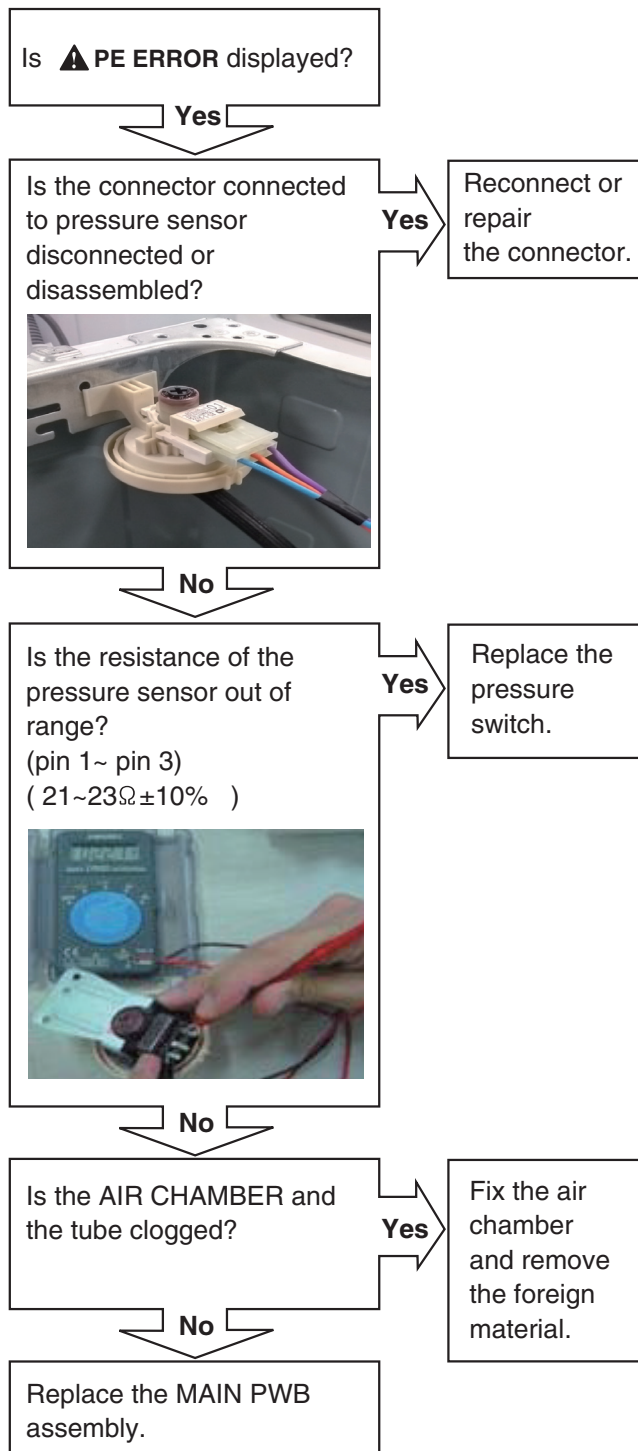 Is ⚠ PE ERROR displayed?
Yes
Is the connector connected
to pressure sensor
disconnected or
disassembled?
Yes
Reconnect or
repair
the connector.
No
Is the resistance of the
pressure sensor out of
range?
(pin 1~ pin 3)
( 21~23Ω±10% )
Yes
Replace the
pressure
switch.
No
Is the AIR CHAMBER and
the tube clogged?
Yes
Fix the air
chamber
and remove
the foreign
material.
No
Replace the MAIN PWB
assembly.